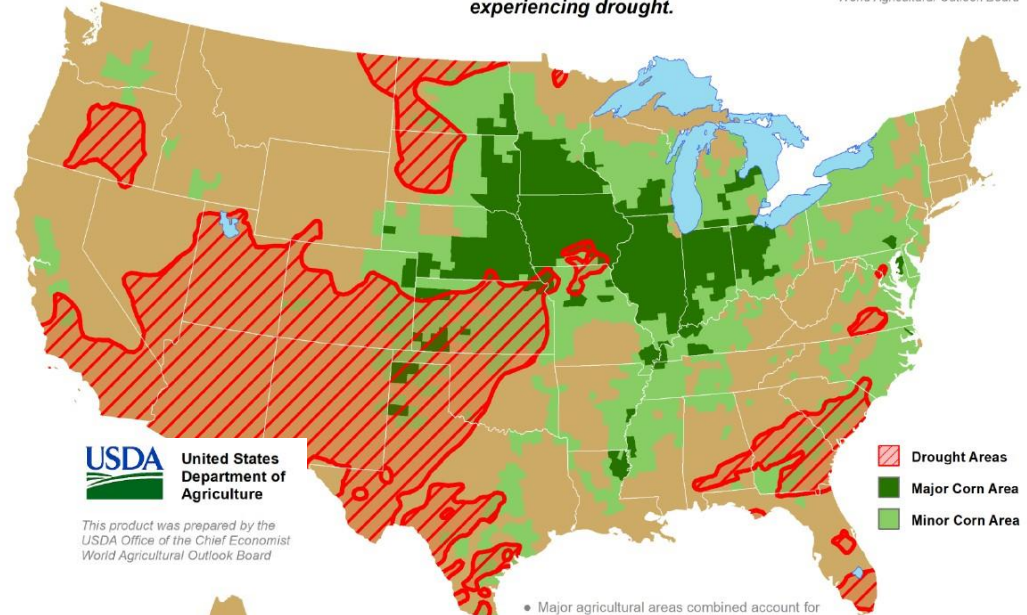 experiencing drought.
World Agricultural Outlook Board
USDA
United States
Department of
Agriculture
This product was prepared by the
USDA Office of the Chief Economist
World Agricultural Outlook Board
Drought Areas
Major Corn Area
Minor Corn Area
● Major agricultural areas combined account for